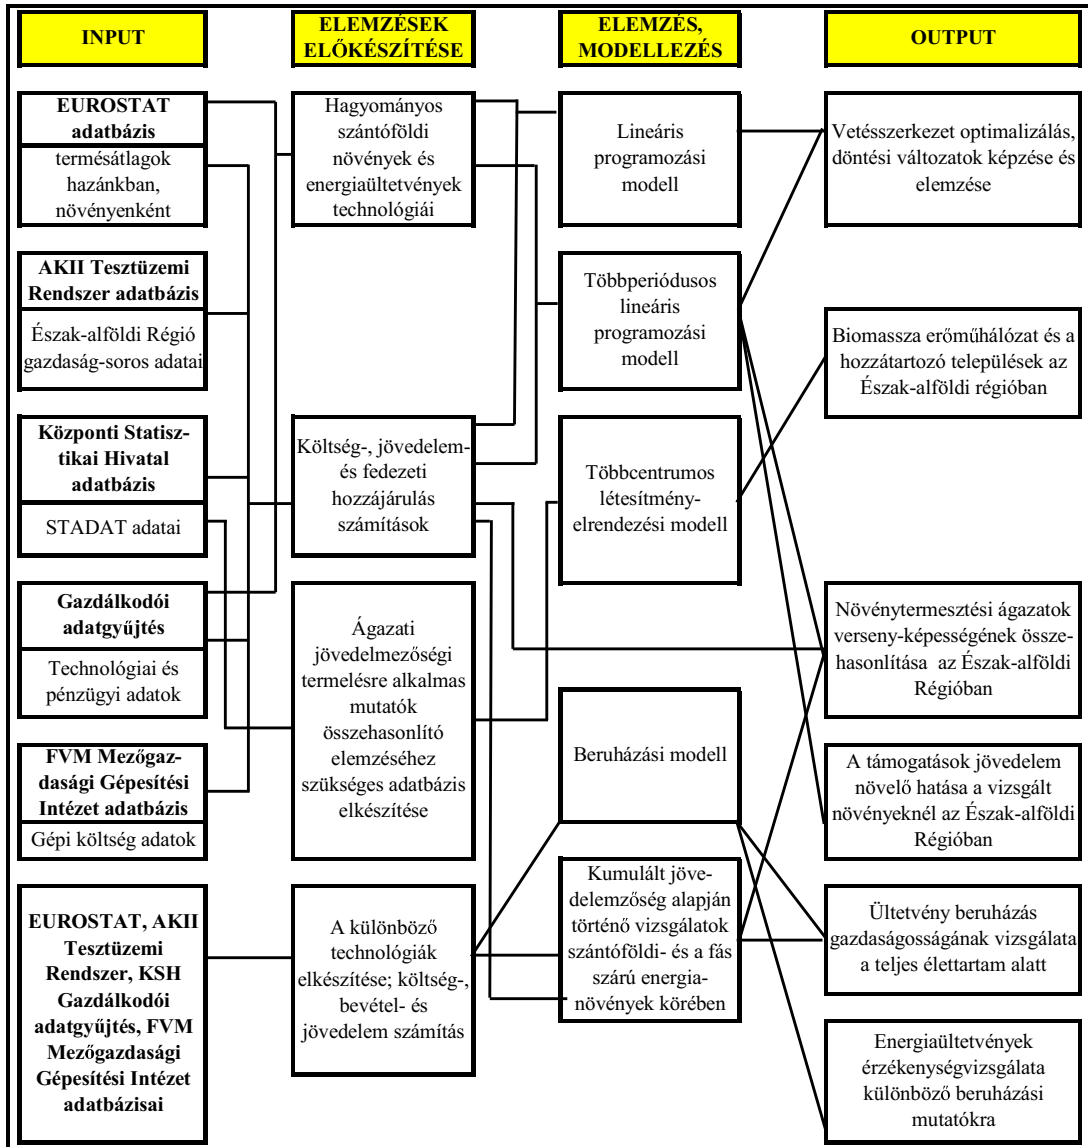 INPUT
ELEMZÉSEK
ELŐKÉSZÍTÉSE
ELEMZÉS,
MODELLEZÉS
OUTPUT
EUROSTAT
adatbázis
termésátlagok
hazánkban,
növényenként
AKII Tesztüzemi
Rendszer adatbázis
Észak-alföldi Régió
gazdaság-soros adatai
Központi Statisz-
tikai Hivatal
adatbázis
STADAT adatai
Gazdálkodói
adatgyűjtés
Technológiai és
pénzügyi adatok
FVM Mezőgaz-
dasági Gépesítési
Intézet adatbázis
Gépi költség adatok
EUROSTAT, AKII
Tesztüzemi
Rendszer, KSH
Gazdálkodói
adatgyűjtés, FVM
Mezőgazdasági
Gépesítési Intézet
adatbázisai
Hagyományos
szántóföldi
növények és
energiaültetvények
technológiái
Költség-, jövedelem-
és fedezeti
hozzájárulás
számítások
Ágazati
jövedelmezőségi
termelésre alkalmas
mutatók
összehasonlító
elemzéséhez
szükséges adatbázis
elkészítése
A különböző
technológiák
elkészítése; költség-,
bevétel- és
jövedelem számítás
Lineáris
programozási
modell
Többperiódusos
lineáris
programozási
modell
Többcentrumos
létesítmény-
elrendezési modell
Beruházási modell
Kumulált jöve-
delemzőség alapján
történő vizsgálatok
szántóföldi- és a fás
szárú energia-
növények körében
Vetésszerkezet optimalizálás,
döntési változatok képzése és
elemzése
Biomassza erőműhálózat és a
hozzátartozó települések az
Észak-alföldi régióban
Növénytermesztési ágazatok
verseny-képességének össze-
hasonlítása az Észak-alföldi
Régióban
A támogatások jövedelem
növelő hatása a vizsgált
növényeknél az Észak-alföldi
Régióban
Ültetvény beruházás
gazdaságosságának vizsgálata
a teljes élettartam alatt
Energiaültetvények
érzékenységvizsgálata
különböző beruházási
mutatókra